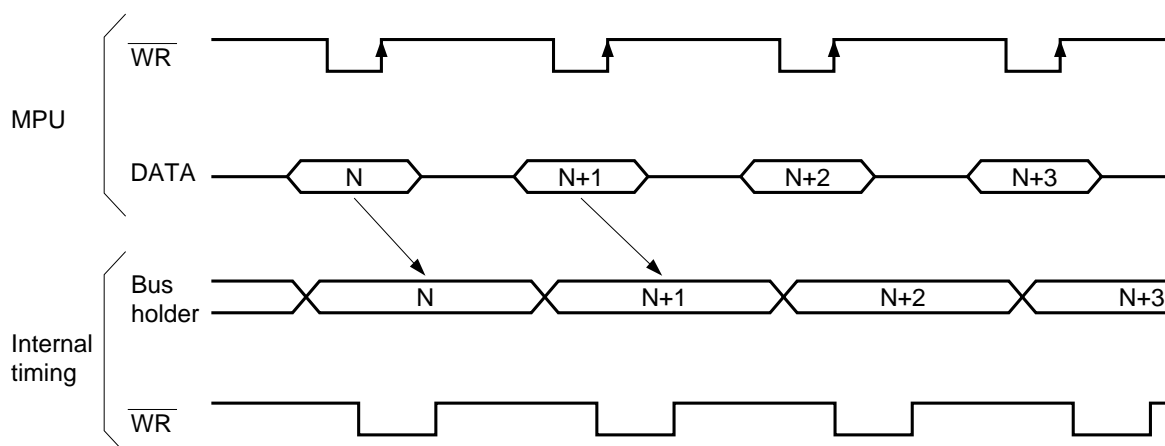 WR
MPU
DATA
N N+1 N+2 N+3
Bus
holder
N N+1 N+2 N+3
Internal
timing
WR